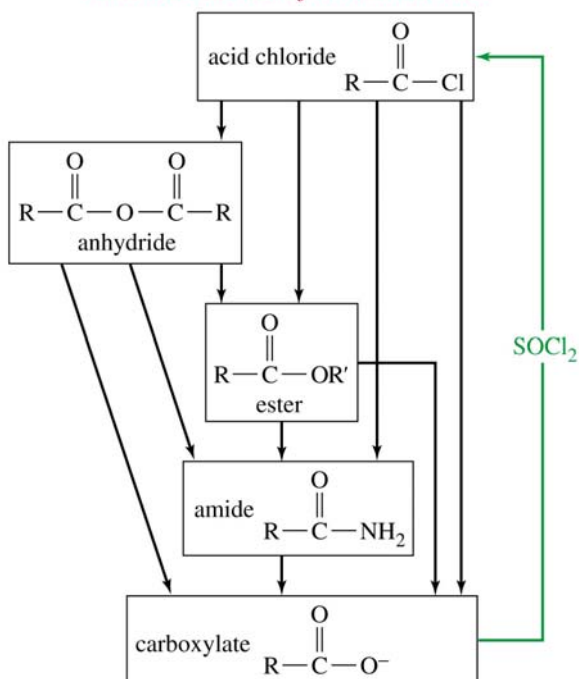 O
acid chloride
R—C—Cl
O O
R—C—O—C—R
anhydride
O
R—C—OR′
ester
SOCl₂
O
amide
R—C—NH₂
O
carboxylate
R—C—O⁻